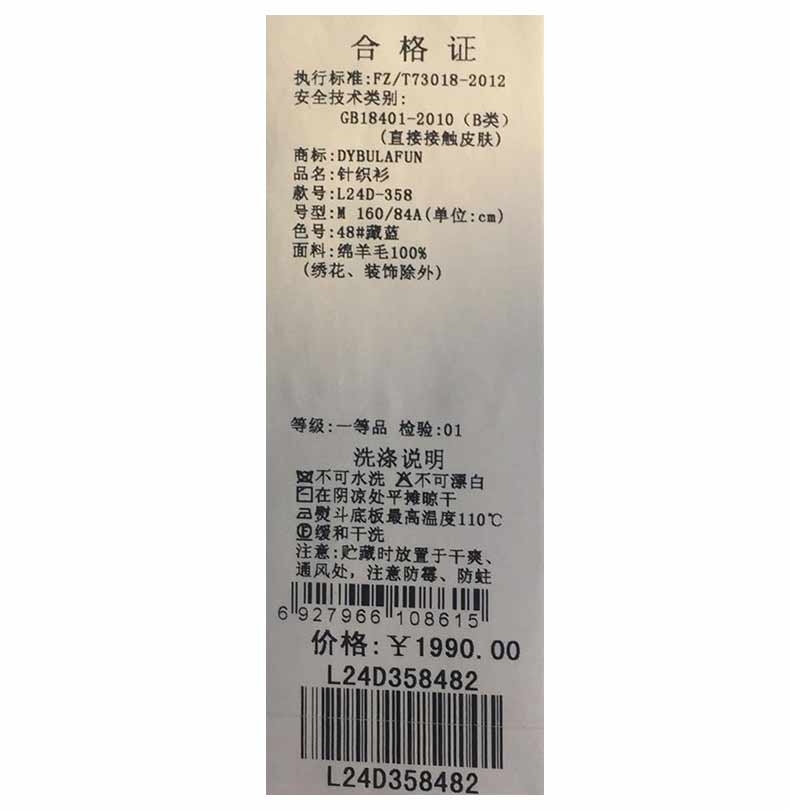 合格证
执行标准:FZ/T73018-2012
安全技术类别:
GB18401-2010（B类）
(直接接触皮肤)
商标:DYBULAFUN
品名:针织衫
款号:L24D-358
号型:M 160/84A(单位:cm)
色号:48#藏蓝
面料:绵羊毛100%
(绣花、装饰除外)
等级:一等品 检验:01
洗涤说明
不可水洗 不可漂白
在阴凉处平摊晾干
熨斗底板最高温度110℃
缓和干洗
注意:贮藏时放置于干爽、
通风处，注意防霉、防蛀
6 927966 108615
价格:￥1990.00
L24D358482
L24D358482